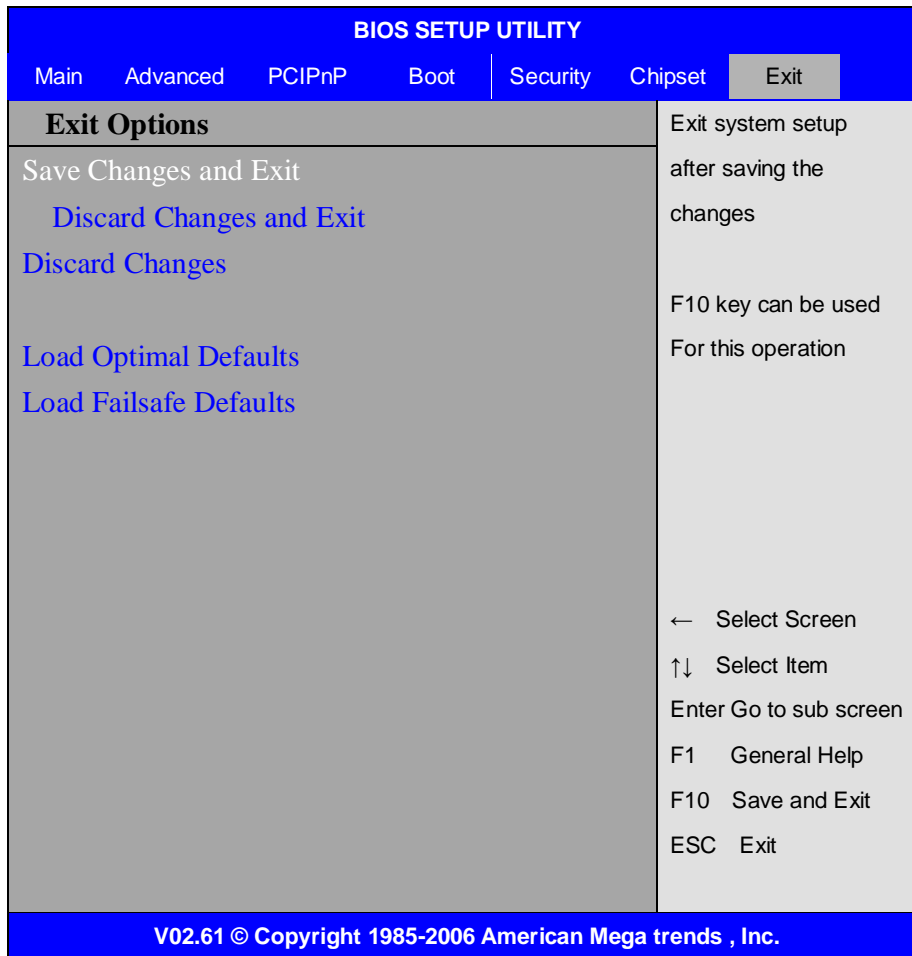 BIOS SETUP UTILITY
Main Advanced PCIPnP Boot Security Chipset Exit
Exit Options
Save Changes and Exit
Discard Changes and Exit
Discard Changes
Load Optimal Defaults
Load Failsafe Defaults
Exit system setup
after saving the
changes
F10 key can be used
For this operation
← Select Screen
↑↓ Select Item
Enter Go to sub screen
F1 General Help
F10 Save and Exit
ESC Exit
V02.61 © Copyright 1985-2006 American Mega trends , Inc.